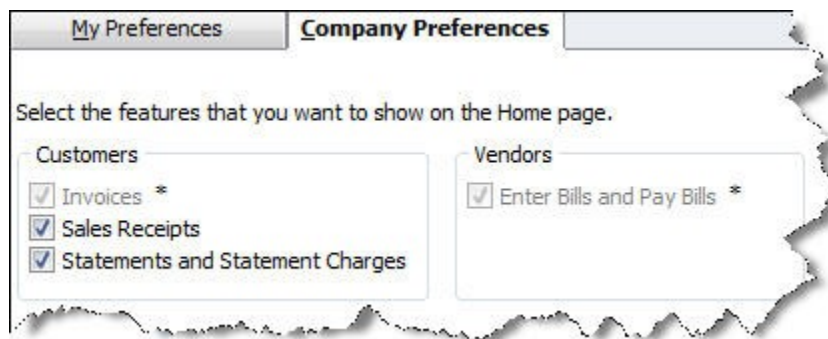 My Preferences
Company Preferences
Select the features that you want to show on the Home page.
Customers
Invoices *
Sales Receipts
Statements and Statement Charges
Vendors
Enter Bills and Pay Bills *